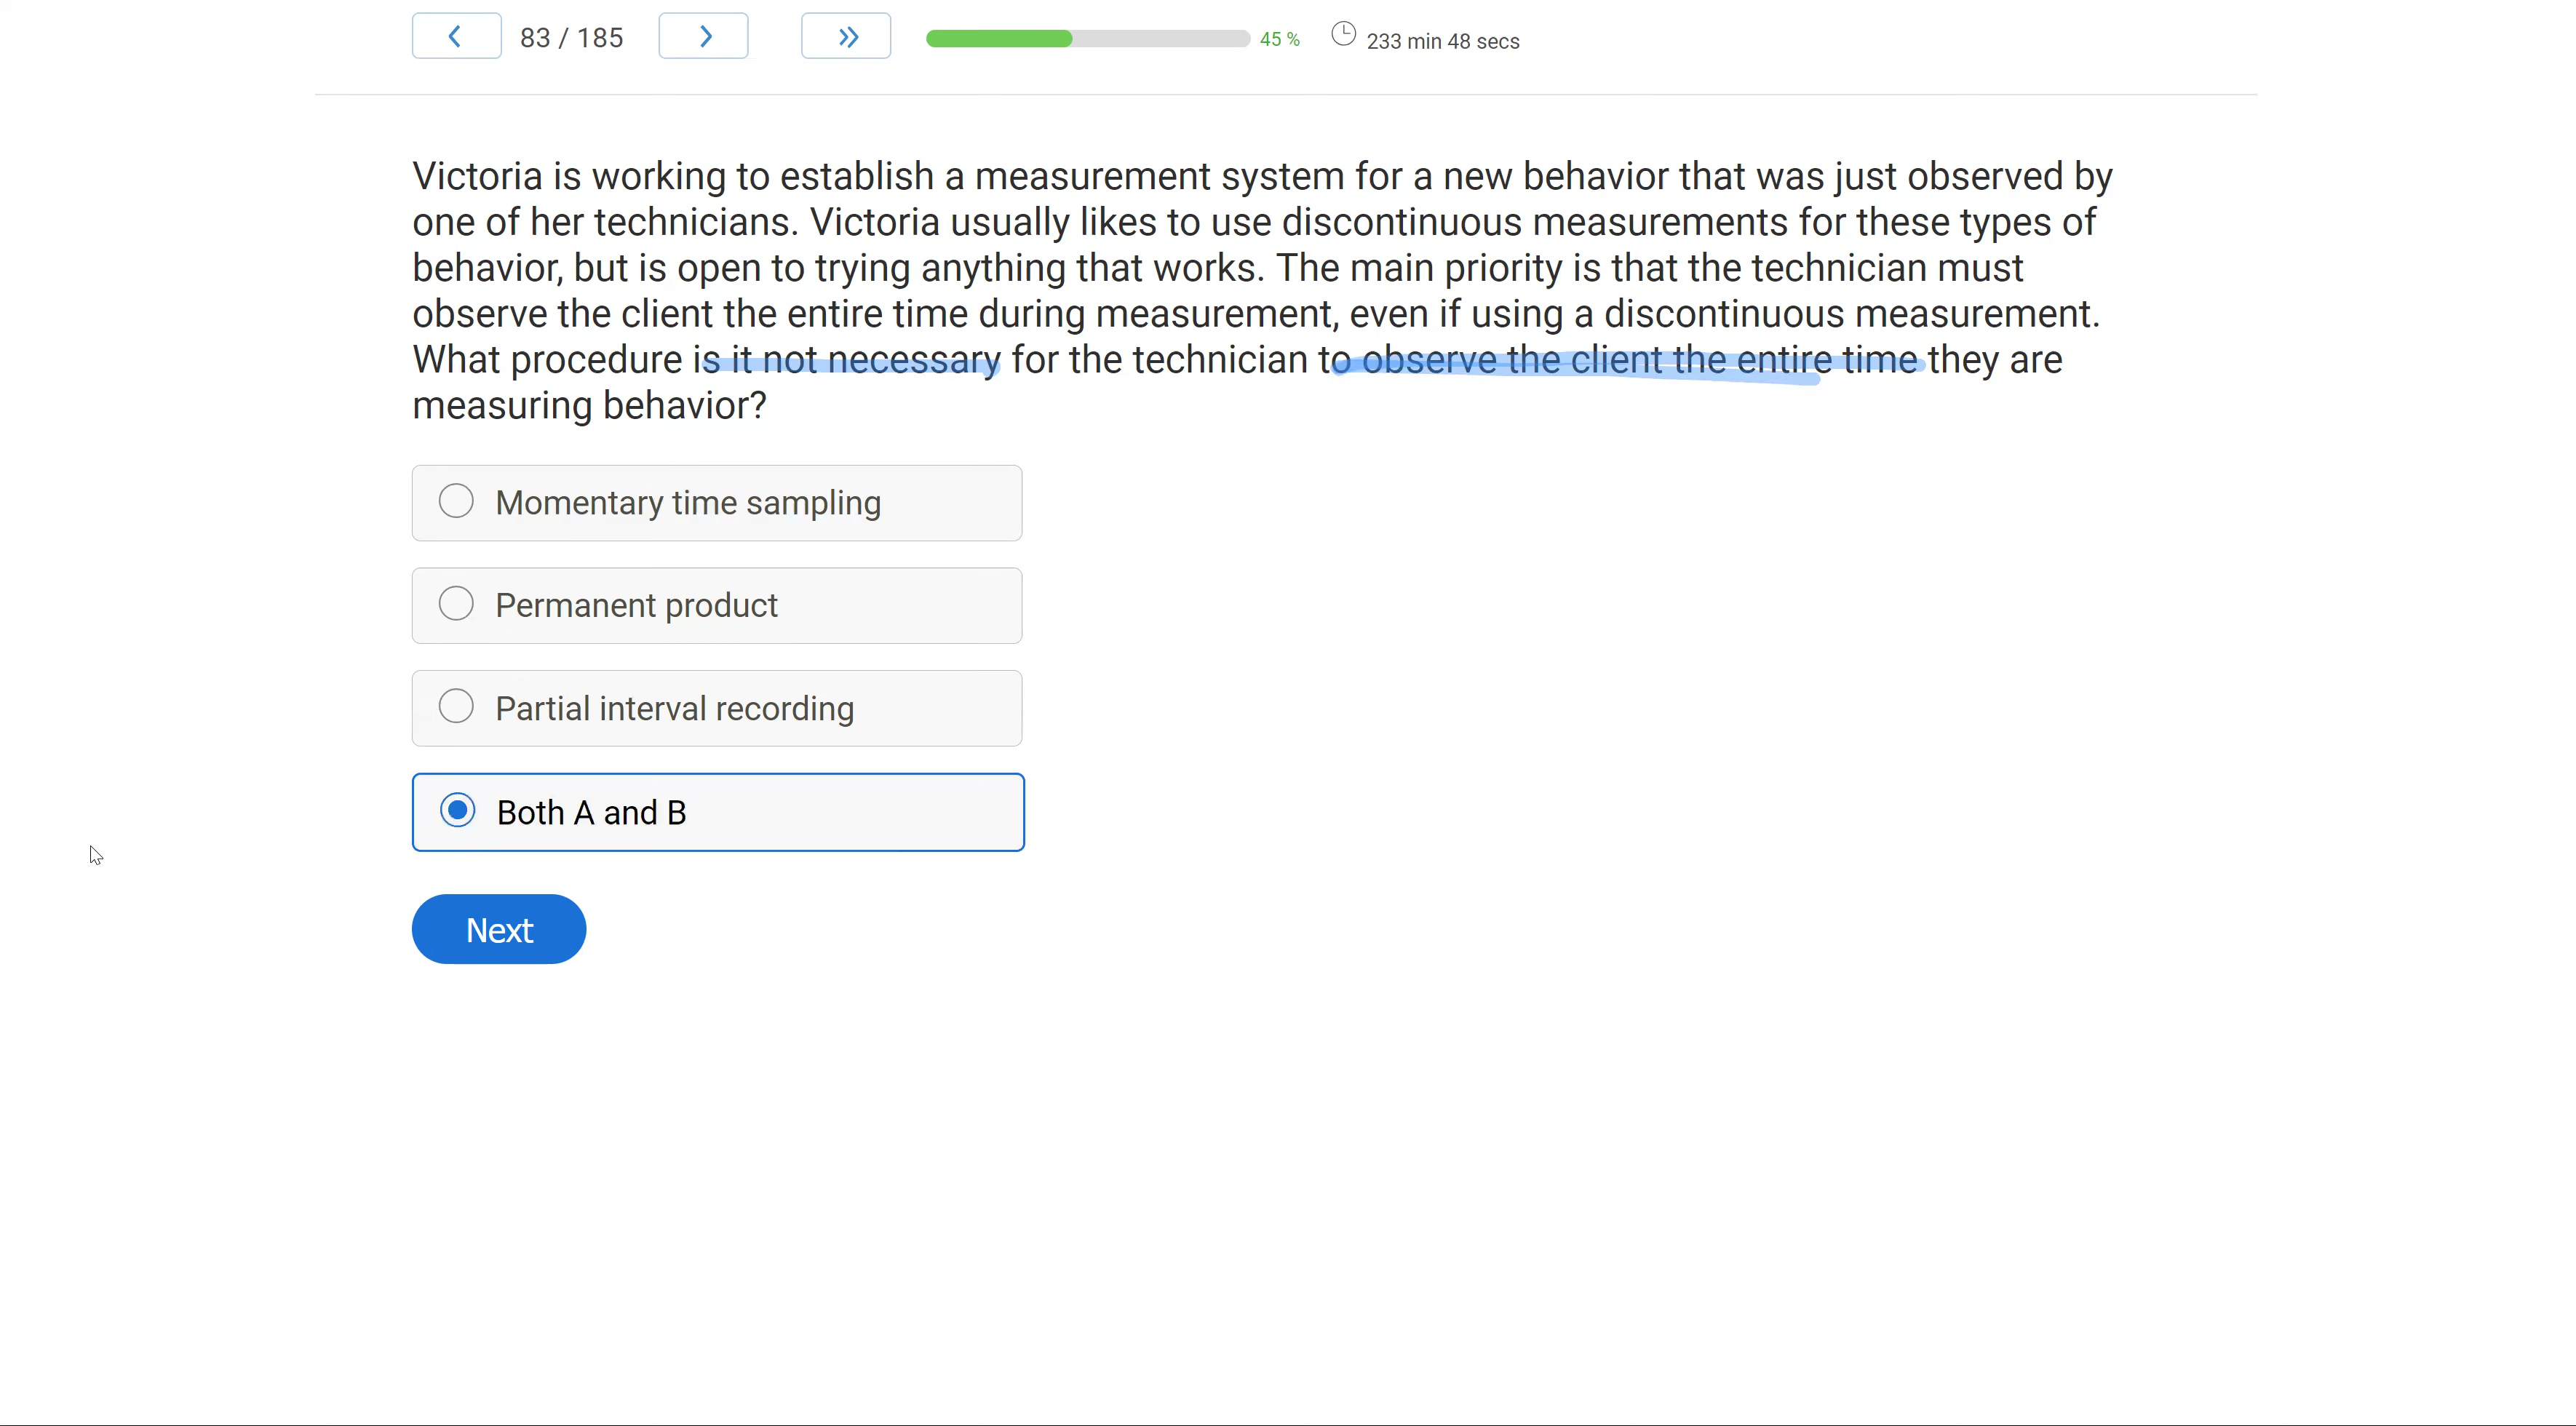 83 / 185
45 %
233 min 48 secs
Victoria is working to establish a measurement system for a new behavior that was just observed by
one of her technicians. Victoria usually likes to use discontinuous measurements for these types of
behavior, but is open to trying anything that works. The main priority is that the technician must
observe the client the entire time during measurement, even if using a discontinuous measurement.
What procedure is it not necessary for the technician to observe the client the entire time they are
measuring behavior?
Momentary time sampling
Permanent product
Partial interval recording
Both A and B
Next